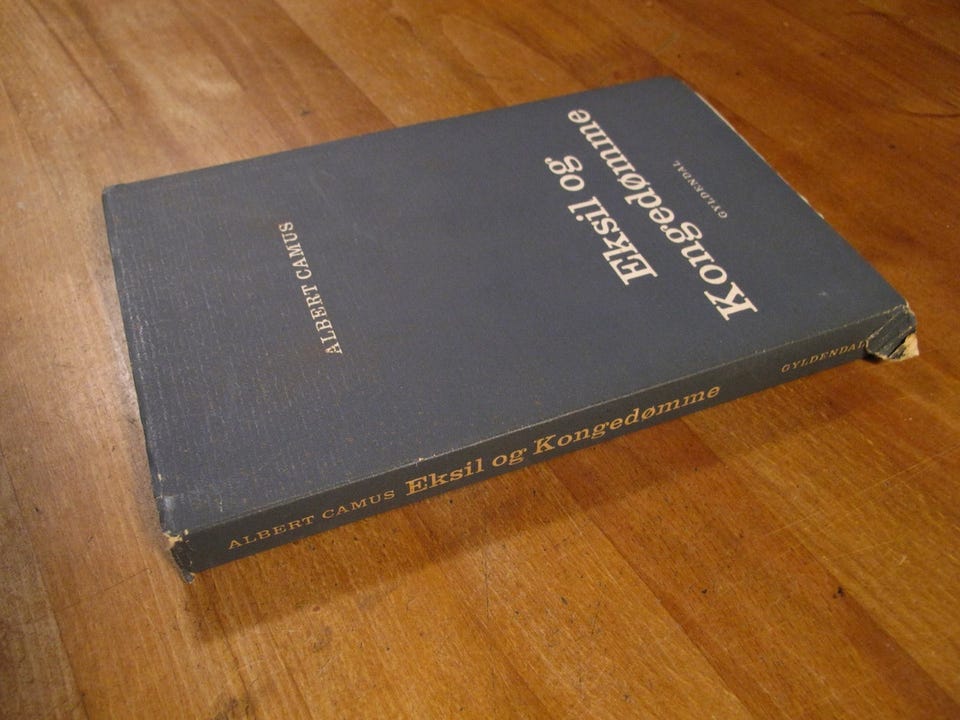 ALBERT CAMUS
Eksil og
Kongedømme
GYLDENDAL
ALBERT CAMUS Eksil og Kongedømme GYLDENDAL